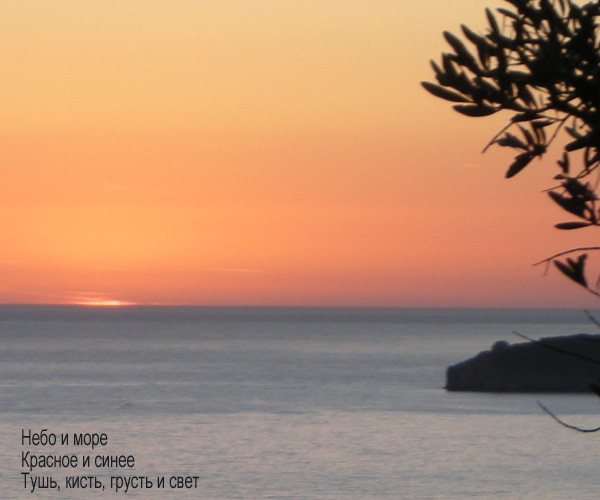 Небо и море
Красное и синее
Тушь, кисть, грусть и свет